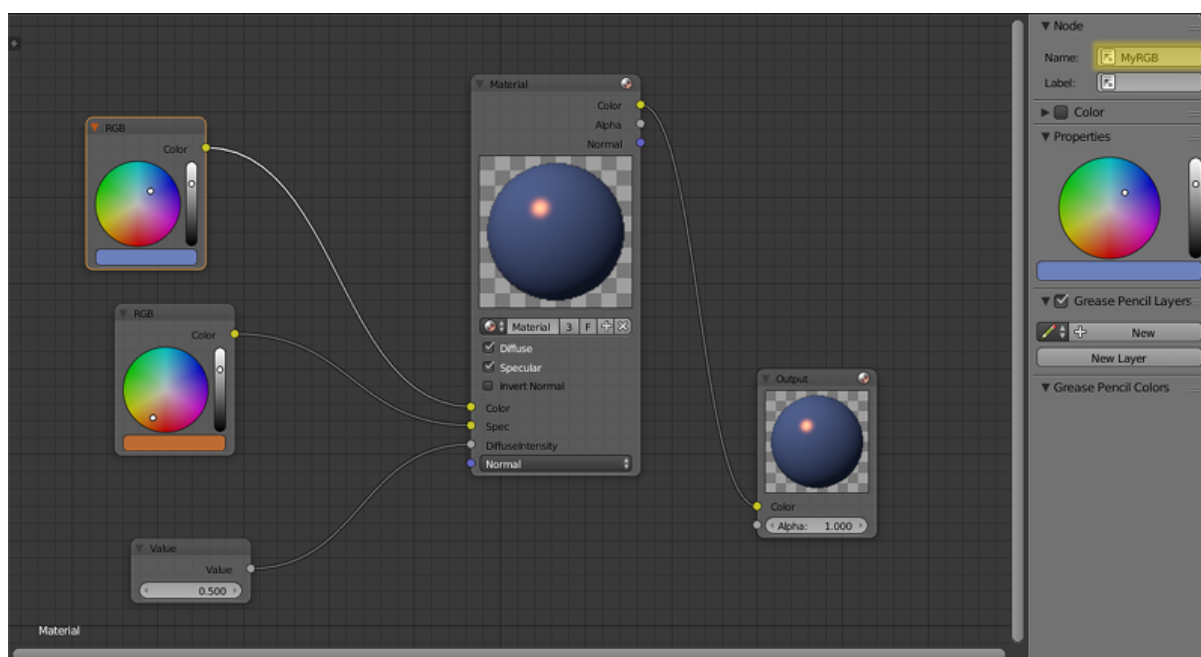 RGB
Color
RGB
Color
Value
Value
0.500
Material
Material
Color
Alpha
Normal
Material 3 F
Diffuse
Specular
Invert Normal
Color
Spec
DiffuseIntensity
Normal
Output
Color
Alpha: 1.000
Node
Name: MyRGB
Label:
Color
Properties
Grease Pencil Layers
New
New Layer
Grease Pencil Colors